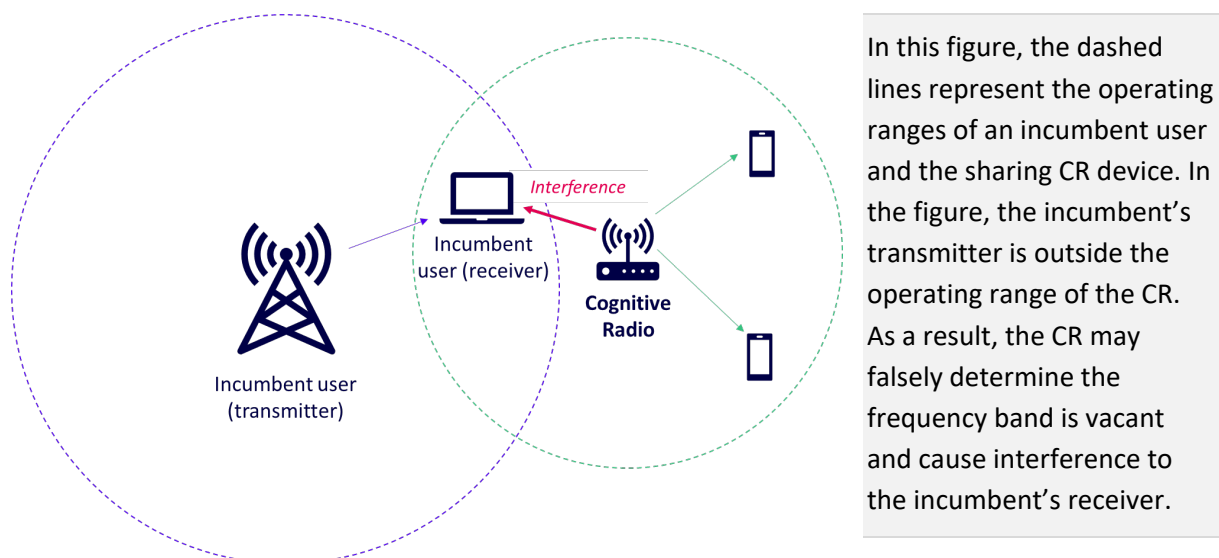 Interference
Incumbent
user (receiver)
Cognitive
Radio
Incumbent user
(transmitter)
In this figure, the dashed
lines represent the operating
ranges of an incumbent user
and the sharing CR device. In
the figure, the incumbent’s
transmitter is outside the
operating range of the CR.
As a result, the CR may
falsely determine the
frequency band is vacant
and cause interference to
the incumbent’s receiver.